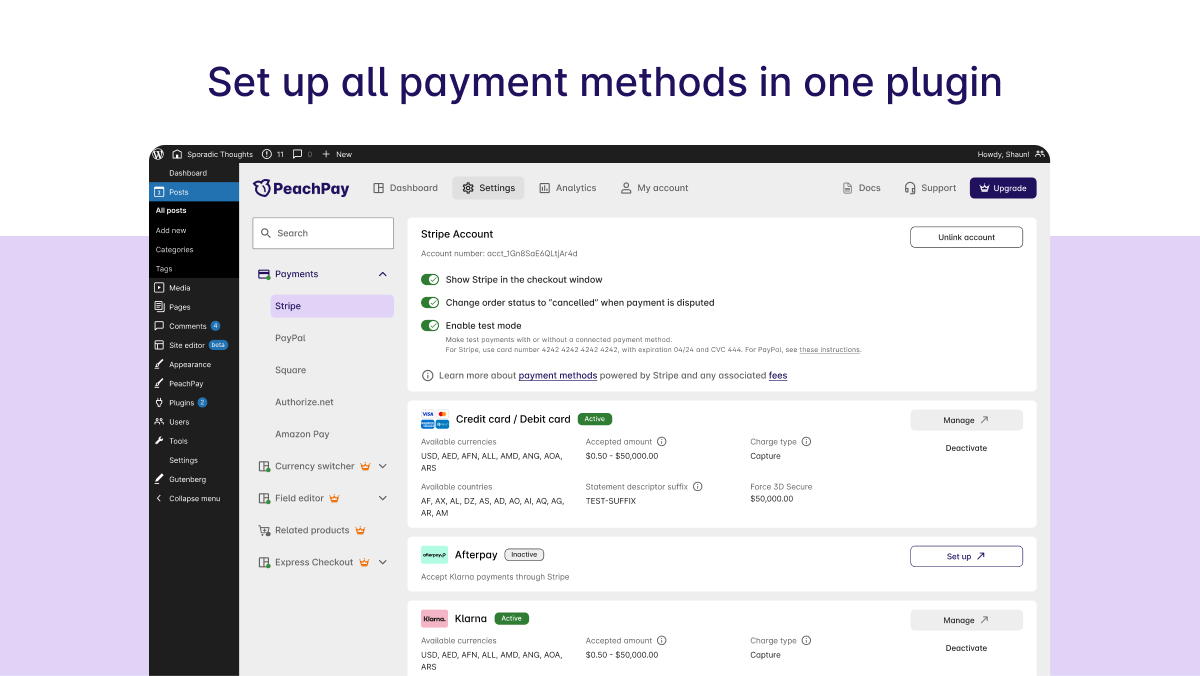 Set up all payment methods in one plugin
Sporadic Thoughts 11 0 New Howdy, Shaun!
Dashboard
Posts
All posts
Add new
Categories
Tags
Media
Pages
Comments 4
Site editor beta
Appearance
PeachPay
Plugins 2
Users
Tools
Settings
Gutenberg
Collapse menu
PeachPay Dashboard Settings Analytics My account Docs Support Upgrade
Search
Payments
Stripe
PayPal
Square
Authorize.net
Amazon Pay
Currency switcher
Field editor
Related products
Express Checkout
Stripe Account
Unlink account
Account number: acct_1Gn8SaE6QLtjAr4d
Show Stripe in the checkout window
Change order status to “cancelled” when payment is disputed
Enable test mode
Make test payments with or without a connected payment method.
For Stripe, use card number 4242 4242 4242 4242, with expiration 04/24 and CVC 444. For PayPal, see these instructions.
Learn more about payment methods powered by Stripe and any associated fees
VISA
Credit card / Debit card Active
Manage
Deactivate
Available currencies
USD, AED, AFN, ALL, AMD, ANG, AOA,
ARS
Accepted amount
$0.50 - $50,000.00
Charge type
Capture
Available countries
AF, AX, AL, DZ, AS, AD, AO, AI, AQ, AG,
AR, AM
Statement descriptor suffix
TEST-SUFFIX
Force 3D Secure
$50,000.00
afterpay
Afterpay Inactive
Set up
Accept Klarna payments through Stripe
Klarna.
Klarna Active
Manage
Deactivate
Available currencies
USD, AED, AFN, ALL, AMD, ANG, AOA,
ARS
Accepted amount
$0.50 - $50,000.00
Charge type
Capture